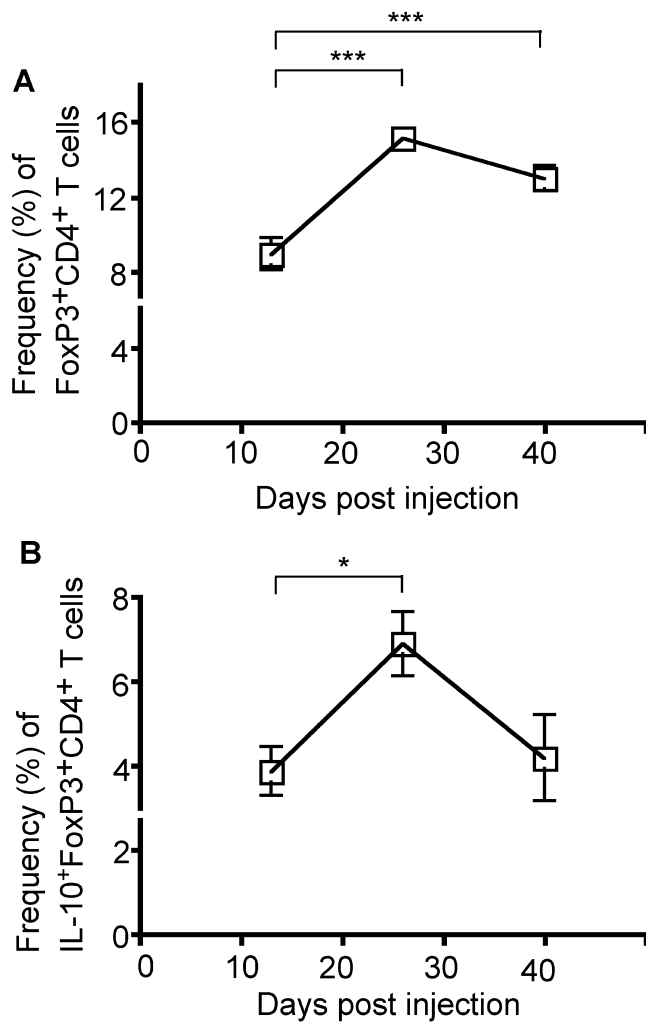 ***
***
A
Frequency (%) of
FoxP3⁺CD4⁺ T cells
16
12
8
4
0
0 10 20 30 40
Days post injection
B
*
Frequency (%) of
IL-10⁺FoxP3⁺CD4⁺ T cells
8
6
4
2
0
0 10 20 30 40
Days post injection